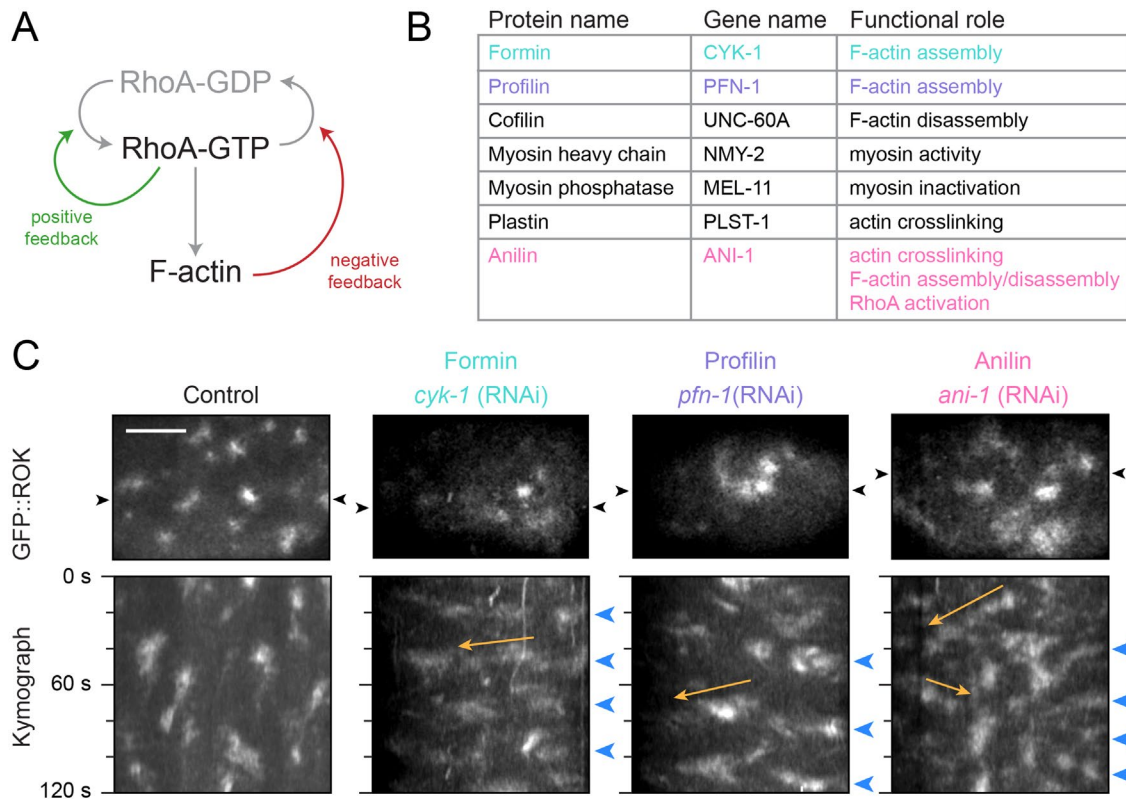 A
RhoA-GDP
RhoA-GTP
positive
feedback
F-actin
negative
feedback
B
Protein name Gene name Functional role
Formin CYK-1 F-actin assembly
Profilin PFN-1 F-actin assembly
Cofilin UNC-60A F-actin disassembly
Myosin heavy chain NMY-2 myosin activity
Myosin phosphatase MEL-11 myosin inactivation
Plastin PLST-1 actin crosslinking
Anilin ANI-1 actin crosslinking
F-actin assembly/disassembly
RhoA activation
C
Control
Formin
cyk-1 (RNAi)
Profilin
pfn-1(RNAi)
Anilin
ani-1 (RNAi)
GFP::ROK
Kymograph
0 s
60 s
120 s